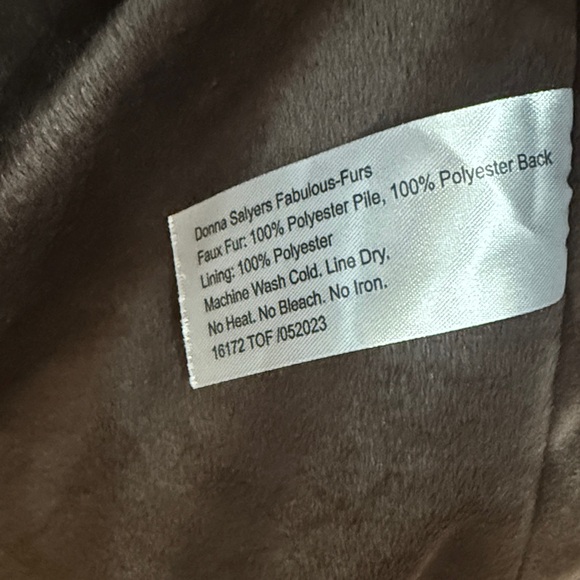 Donna Salyers Fabulous-Furs
Faux Fur: 100% Polyester Pile, 100% Polyester Back
Lining: 100% Polyester
Machine Wash Cold. Line Dry.
No Heat. No Bleach. No Iron.
16172 TOF /052023